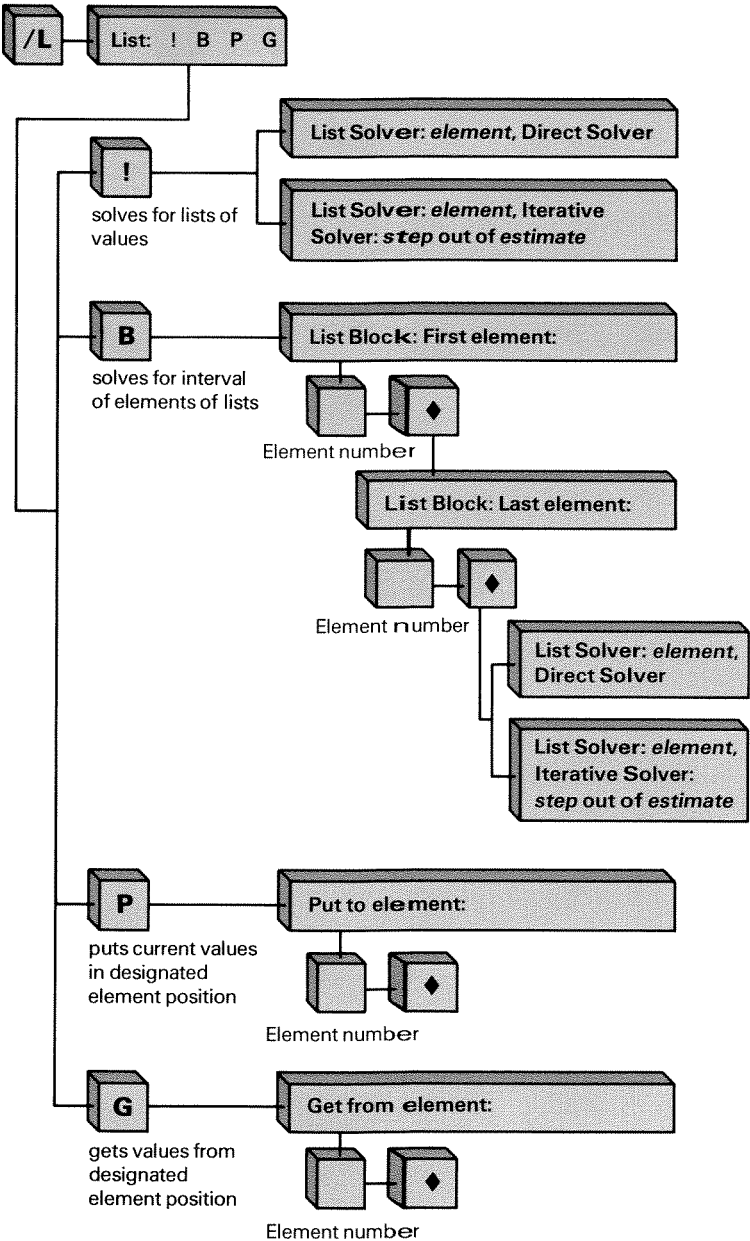 /L
List: ! B P G
!
solves for lists of
values
List Solver: element, Direct Solver
List Solver: element, Iterative
Solver: step out of estimate
B
solves for interval
of elements of lists
List Block: First element:
♦
Element number
List Block: Last element:
♦
Element number
List Solver: element,
Direct Solver
List Solver: element,
Iterative Solver:
step out of estimate
P
puts current values
in designated
element position
Put to element:
♦
Element number
G
gets values from
designated
element position
Get from element:
♦
Element number